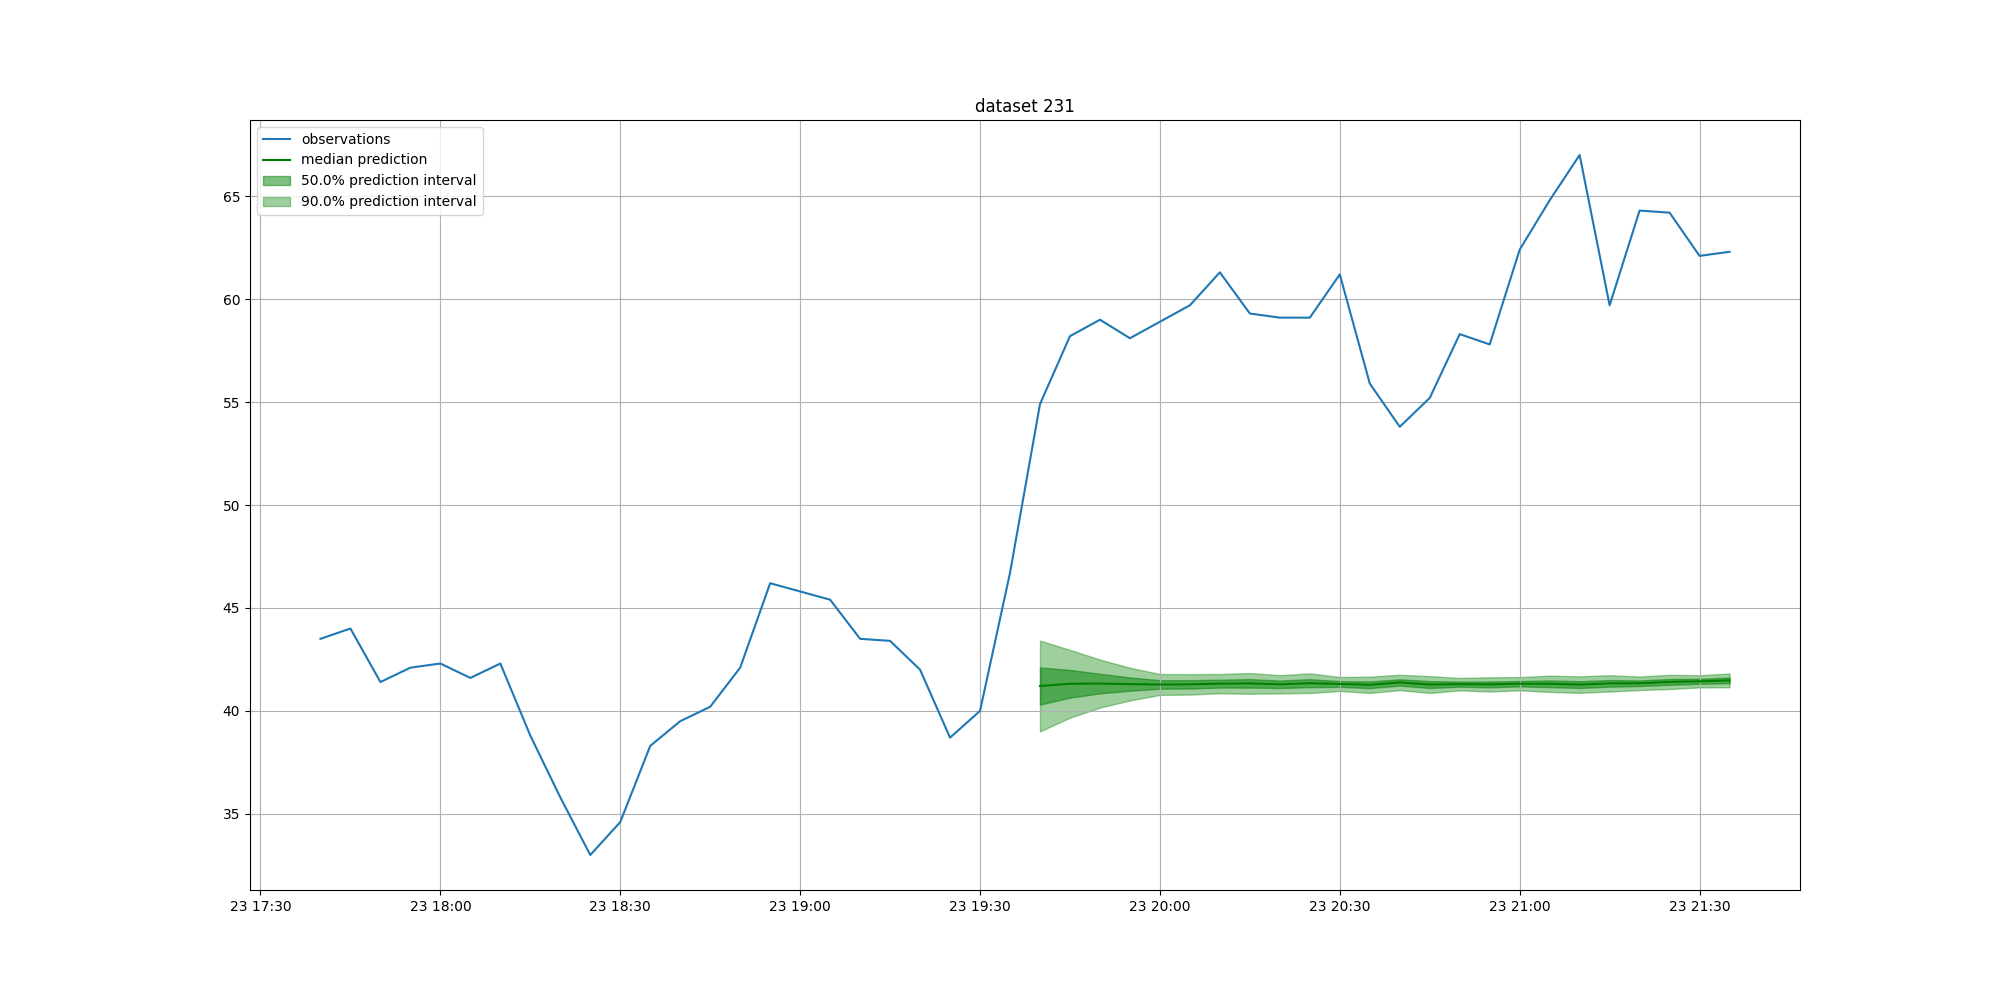 dataset 231
observations
median prediction
50.0% prediction interval
90.0% prediction interval
65
60
55
50
45
40
35
23 17:30 23 18:00 23 18:30 23 19:00 23 19:30 23 20:00 23 20:30 23 21:00 23 21:30